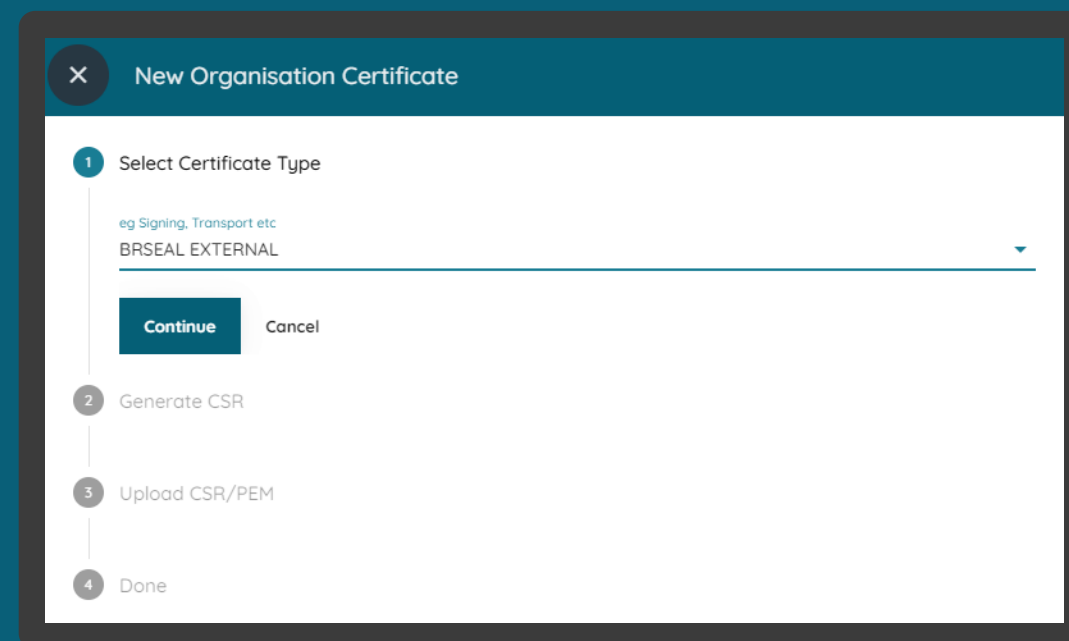 New Organisation Certificate
1 Select Certificate Type
eg Signing, Transport etc
BRSEAL EXTERNAL
Continue Cancel
2 Generate CSR
3 Upload CSR/PEM
4 Done